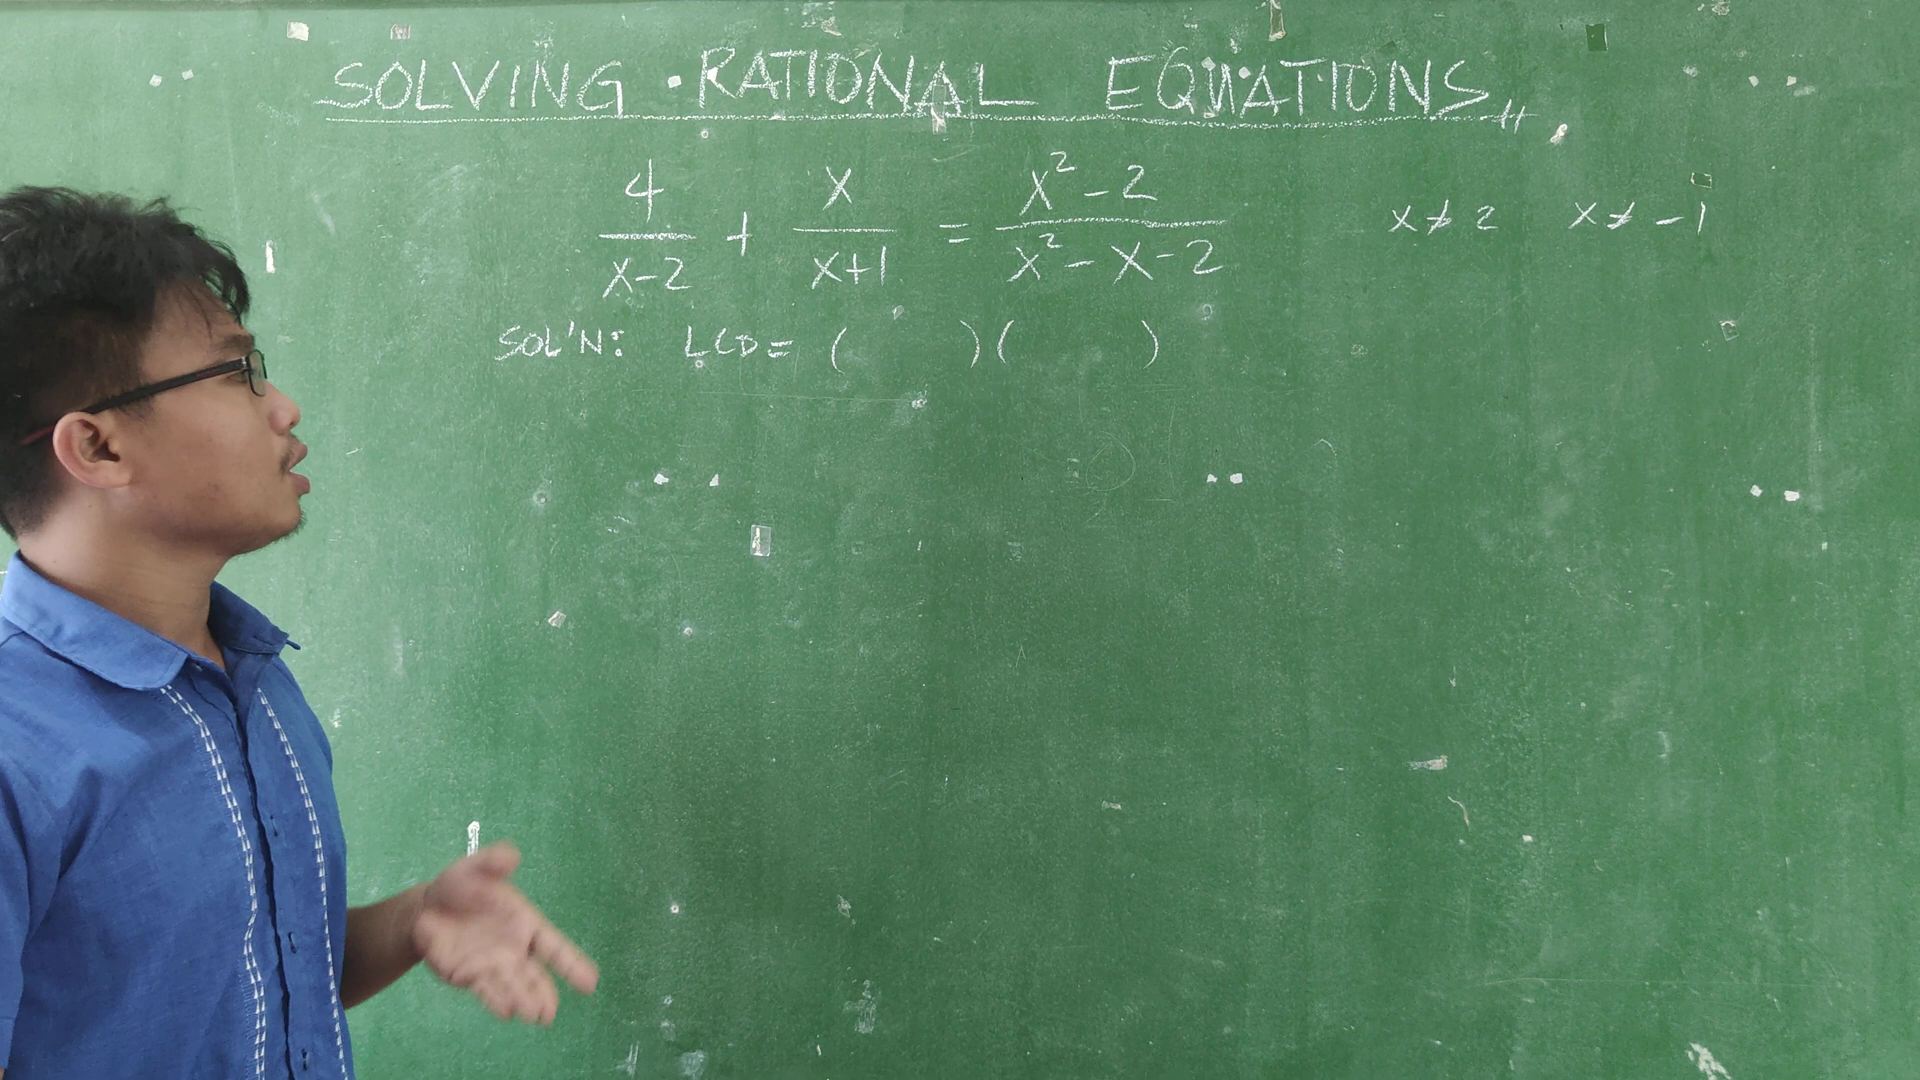 SOLVING RATIONAL EQUATIONS
4/(x-2) + x/(x+1) = (x²-2)/(x²-x-2) x≠2 x≠-1
SOL'N: LCD= ( )( )